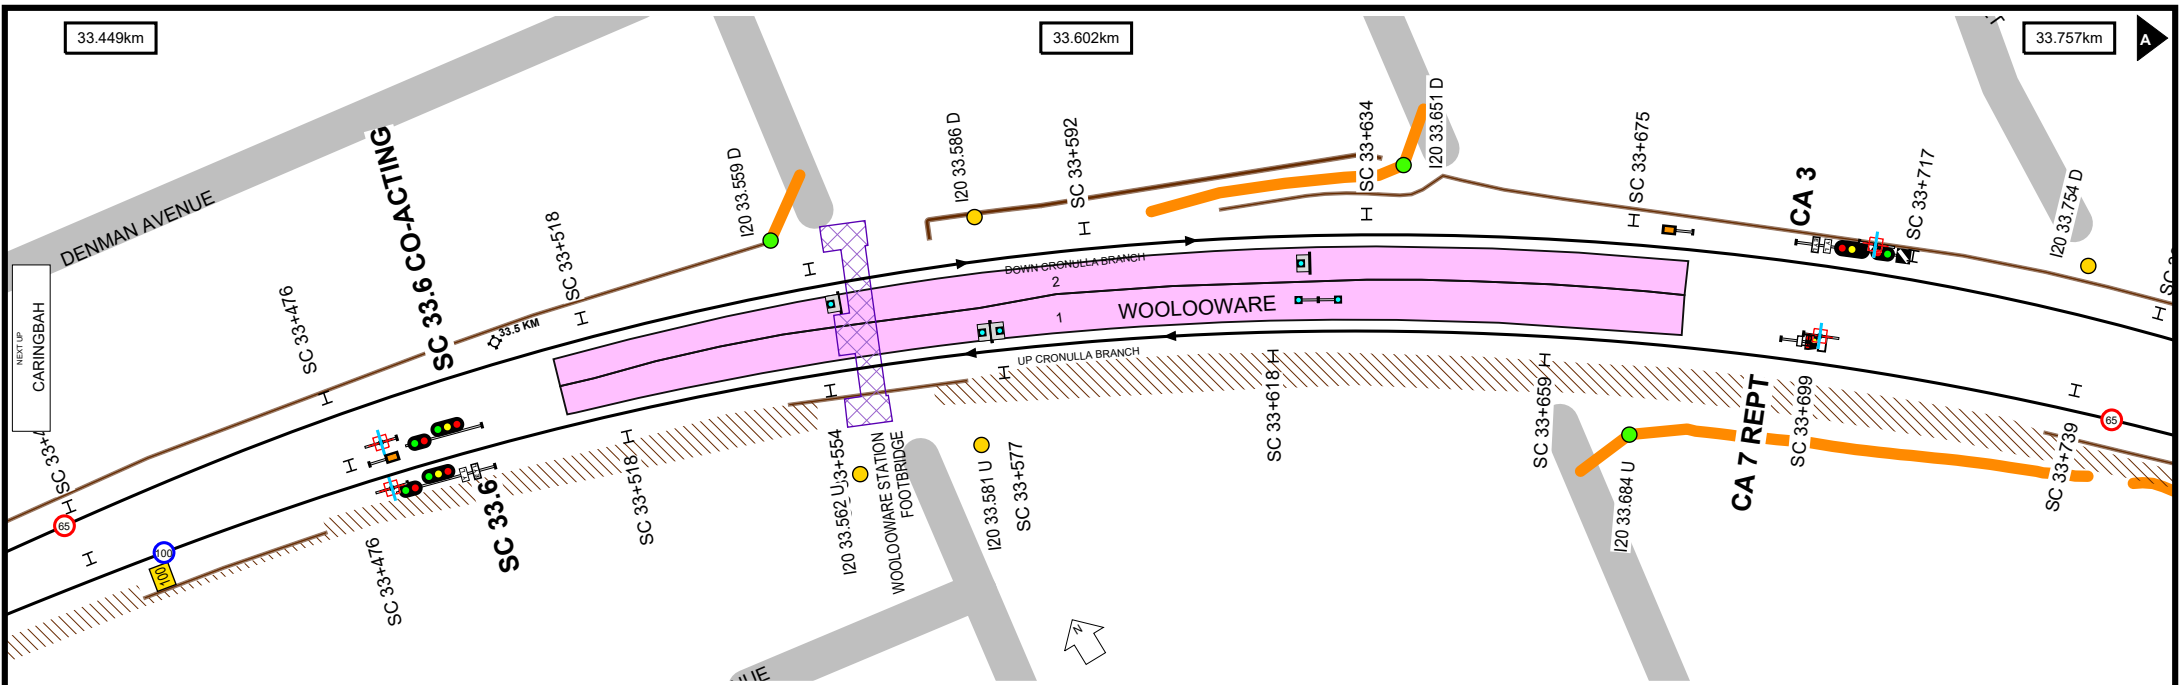 33.449km
33.602km
33.757km
A
DENMAN AVENUE
NEXT UP
CARINGBAH
SC 33+476
SC 33.6 CO-ACTING
33.5 KM
SC 33+518
I20 33.559 D
I20 33.586 D
SC 33+592
SC 33+634
I20 33.651 D
SC 33+675
CA 3
SC 33+717
I20 33.754 D
DOWN CRONULLA BRANCH
2
1
WOOLOOWARE
UP CRONULLA BRANCH
65
100
100
65
SC 33+476
SC 33.6
SC 33+518
33+554
I20 33.562 U
WOOLOOWARE STATION
FOOTBRIDGE
I20 33.581 U
SC 33+577
SC 33+618
SC 33+659
I20 33.684 U
CA 7 REPT
SC 33+699
SC 33+739
N